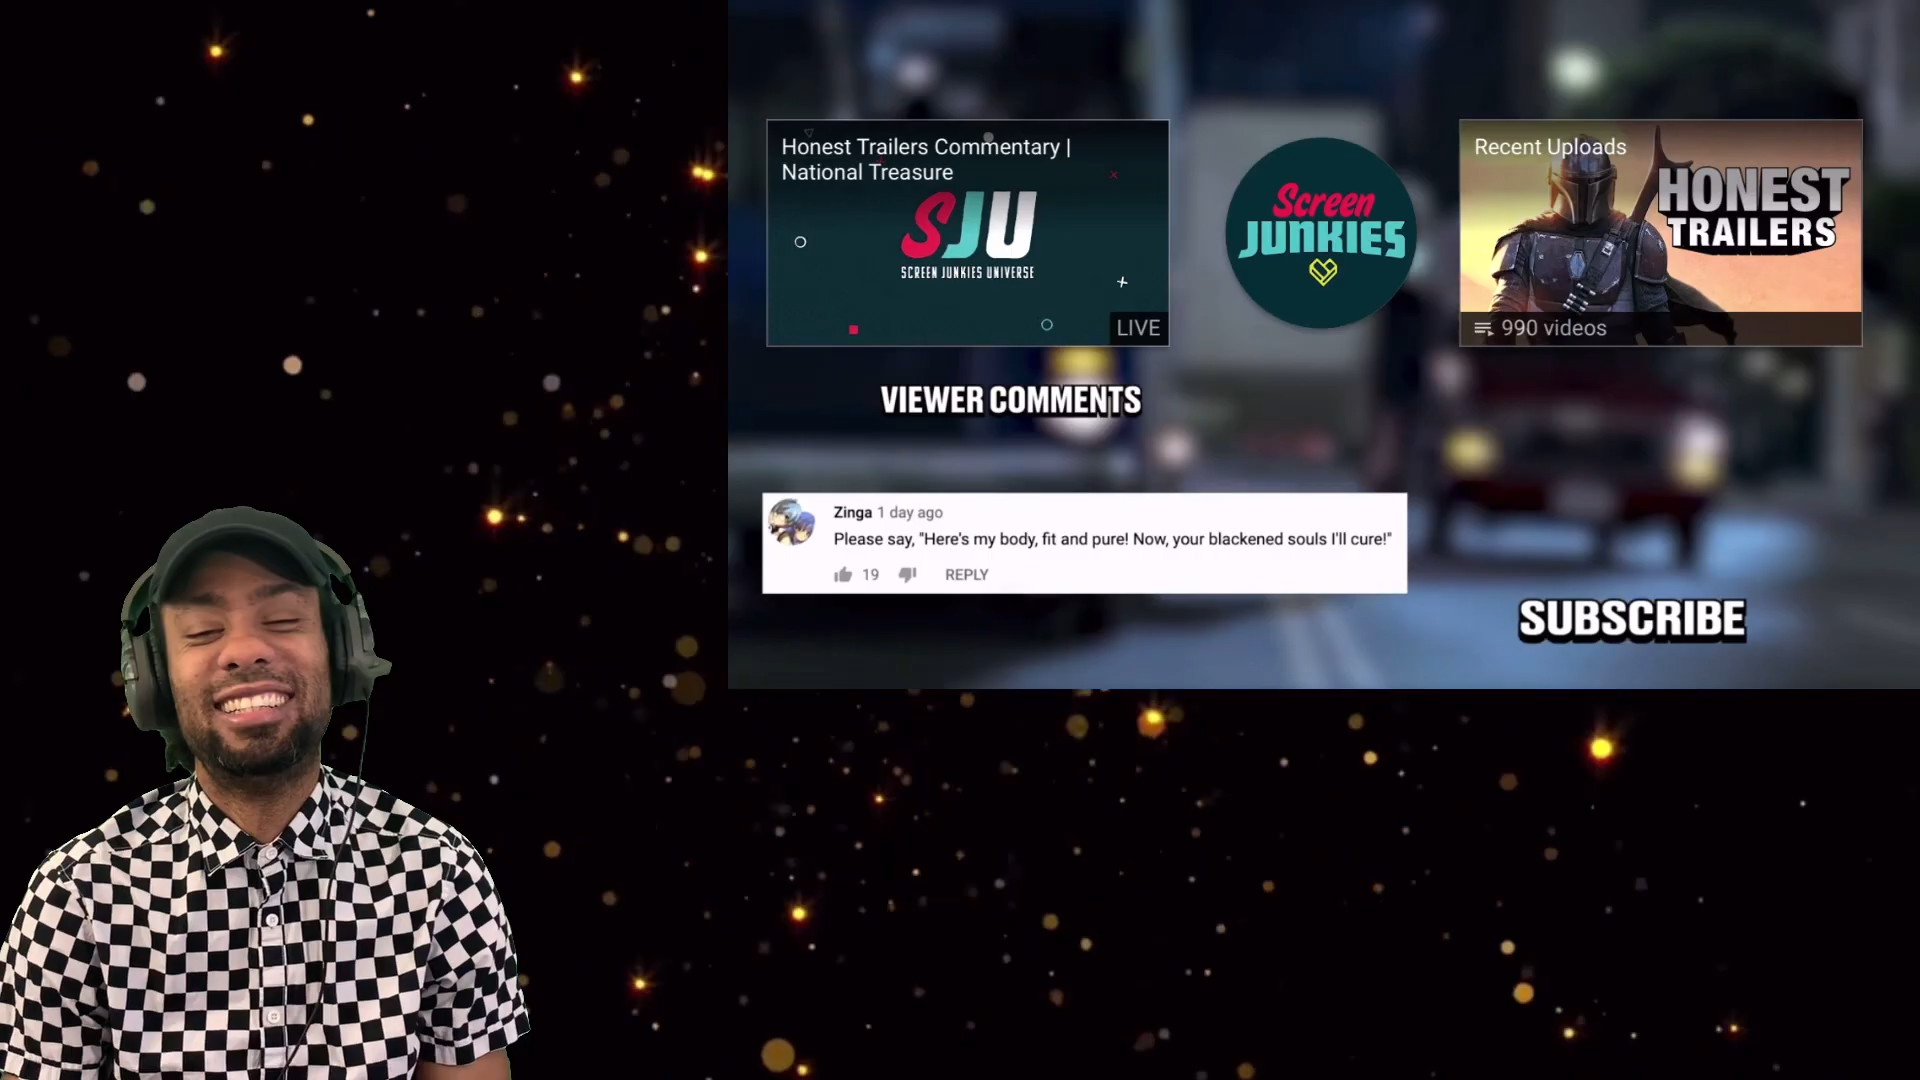 Honest Trailers Commentary |
National Treasure
SJU
SCREEN JUNKIES UNIVERSE
LIVE
Screen
JUNKIES
Recent Uploads
HONEST
TRAILERS
990 videos
VIEWER COMMENTS
Zinga 1 day ago
Please say, "Here's my body, fit and pure! Now, your blackened souls I'll cure!"
19 REPLY
SUBSCRIBE